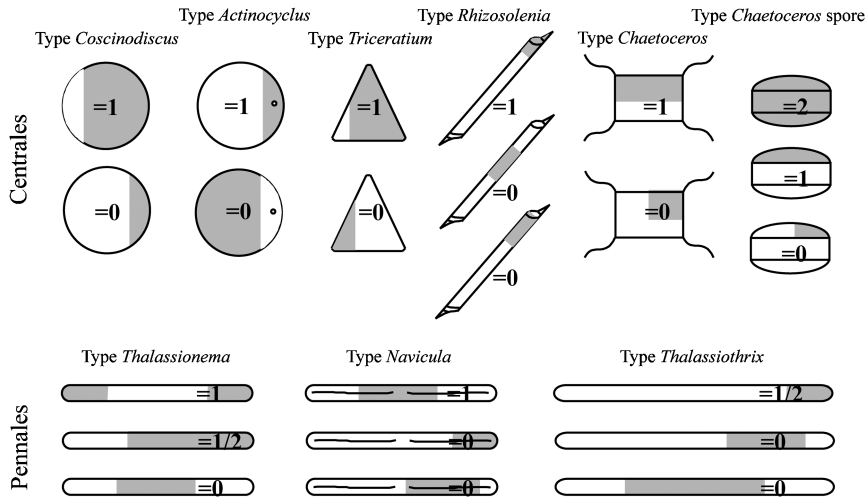 Type Actinocyclus
Type Rhizosolenia
Type Chaetoceros spore
Type Coscinodiscus
Type Triceratium
Type Chaetoceros
Centrales
=1
=1
=1
=1
=1
=2
=0
=0
=0
=0
=0
=1
=0
=0
Type Thalassionema
Type Navicula
Type Thalassiothrix
Pennales
=1
=1
=1/2
=1/2
=0
=0
=0
=0
=0